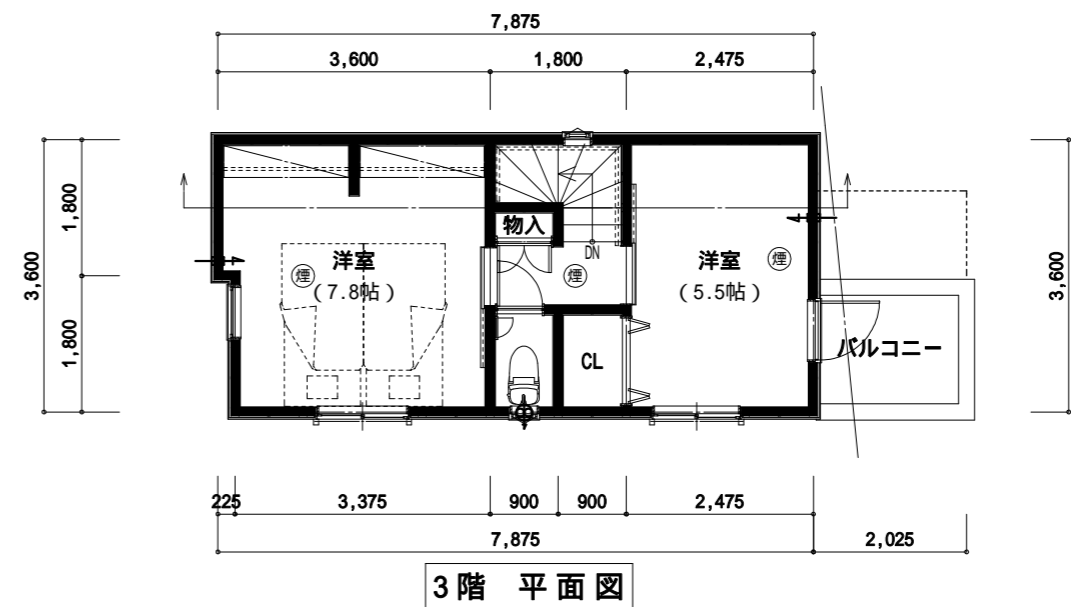 7,875
3,600 1,800 2,475
3,600
1,800
1,800
3,600
物入
DN
洋室
(7.8帖)
煙
煙
洋室
(5.5帖)
煙
CL
バルコニー
225 3,375 900 900 2,475
7,875 2,025
3階 平面図